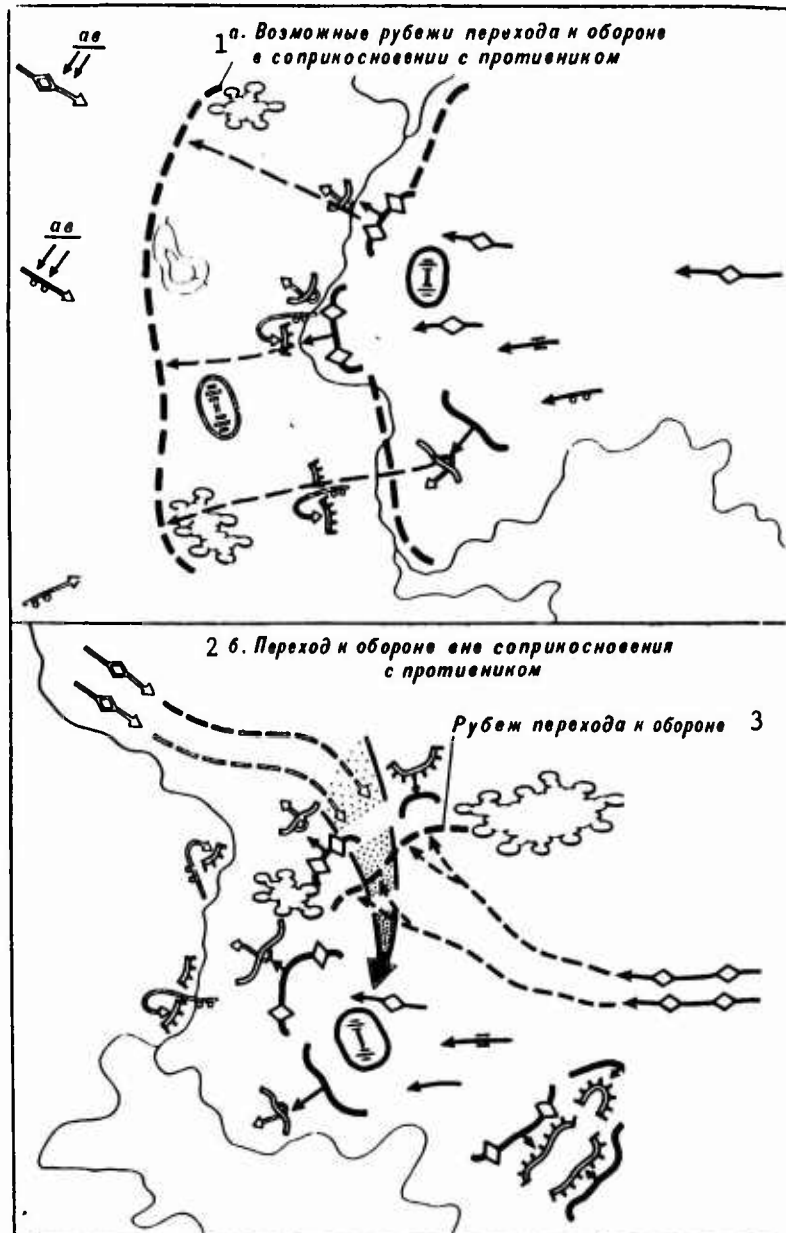 1 а. Возможные рубежи перехода к обороне
в соприкосновении с противником
ав
ав
2 б. Переход к обороне вне соприкосновения
с противником
Рубеж перехода к обороне 3